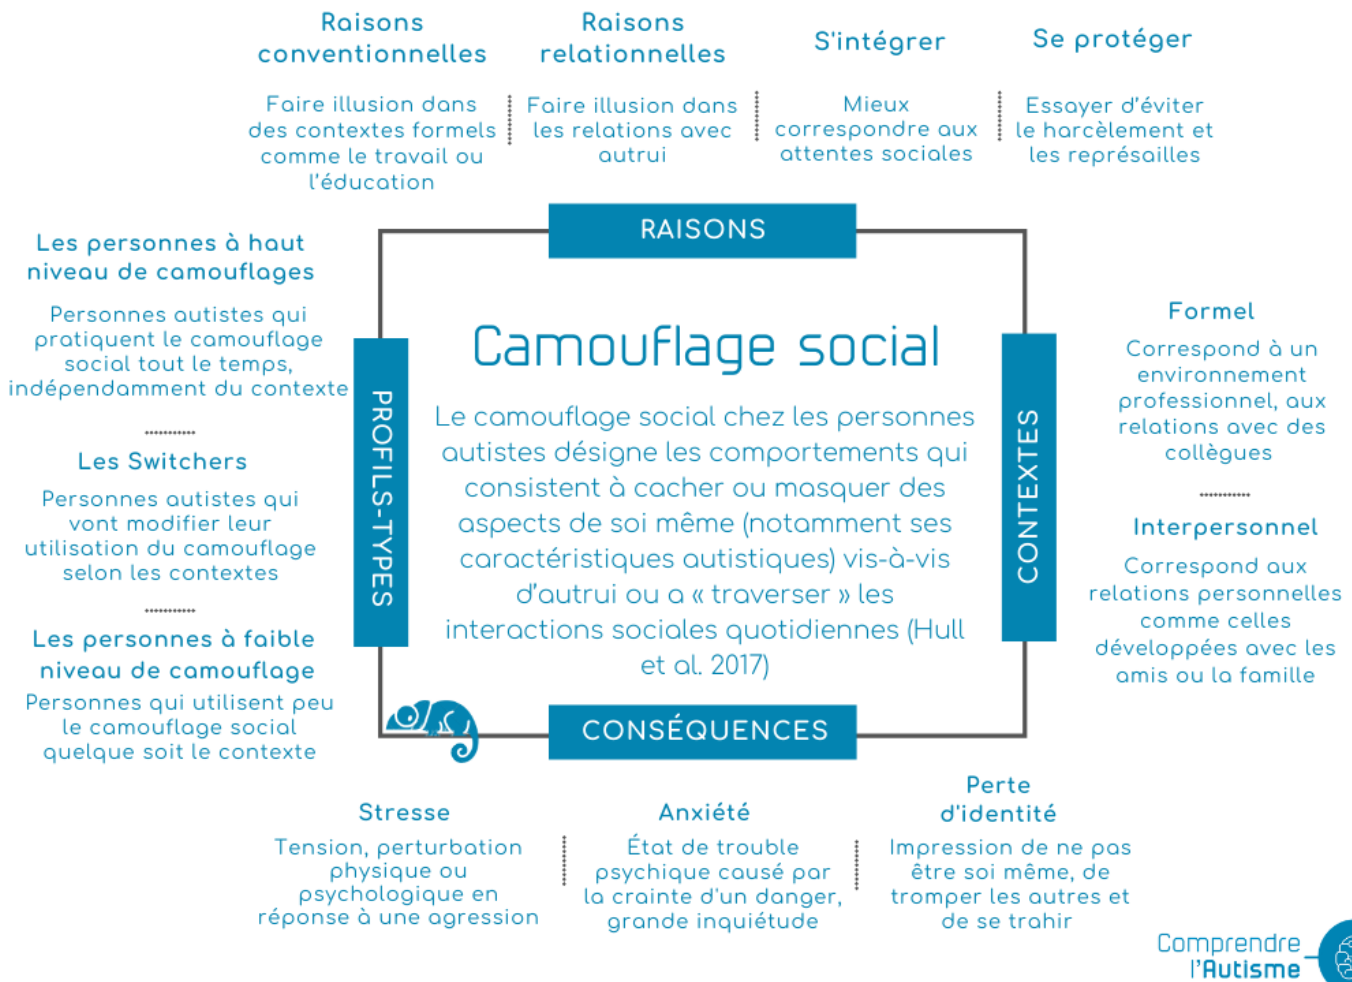 Raisons
conventionnelles
Faire illusion dans
des contextes formels
comme le travail ou
l'éducation
Raisons
relationnelles
Faire illusion dans
les relations avec
autrui
S'intégrer
Mieux
correspondre aux
attentes sociales
Se protéger
Essayer d'éviter
le harcèlement et
les représailles
RAISONS
Les personnes à haut
niveau de camouflages
Personnes autistes qui
pratiquent le camouflage
social tout le temps,
indépendamment du contexte
Les Switchers
Personnes autistes qui
vont modifier leur
utilisation du camouflage
selon les contextes
Les personnes à faible
niveau de camouflage
Personnes qui utilisent peu
le camouflage social
quelque soit le contexte
PROFILS-TYPES
Camouflage social
Le camouflage social chez les personnes
autistes désigne les comportements qui
consistent à cacher ou masquer des
aspects de soi même (notamment ses
caractéristiques autistiques) vis-à-vis
d'autrui ou a « traverser » les
interactions sociales quotidiennes (Hull
et al. 2017)
CONTEXTES
Formel
Correspond à un
environnement
professionnel, aux
relations avec des
collègues
Interpersonnel
Correspond aux
relations personnelles
comme celles
développées avec les
amis ou la famille
CONSÉQUENCES
Stresse
Tension, perturbation
physique ou
psychologique en
réponse à une agression
Anxiété
État de trouble
psychique causé par
la crainte d'un danger,
grande inquiétude
Perte
d'identité
Impression de ne pas
être soi même, de
tromper les autres et
de se trahir
Comprendre
l'Autisme